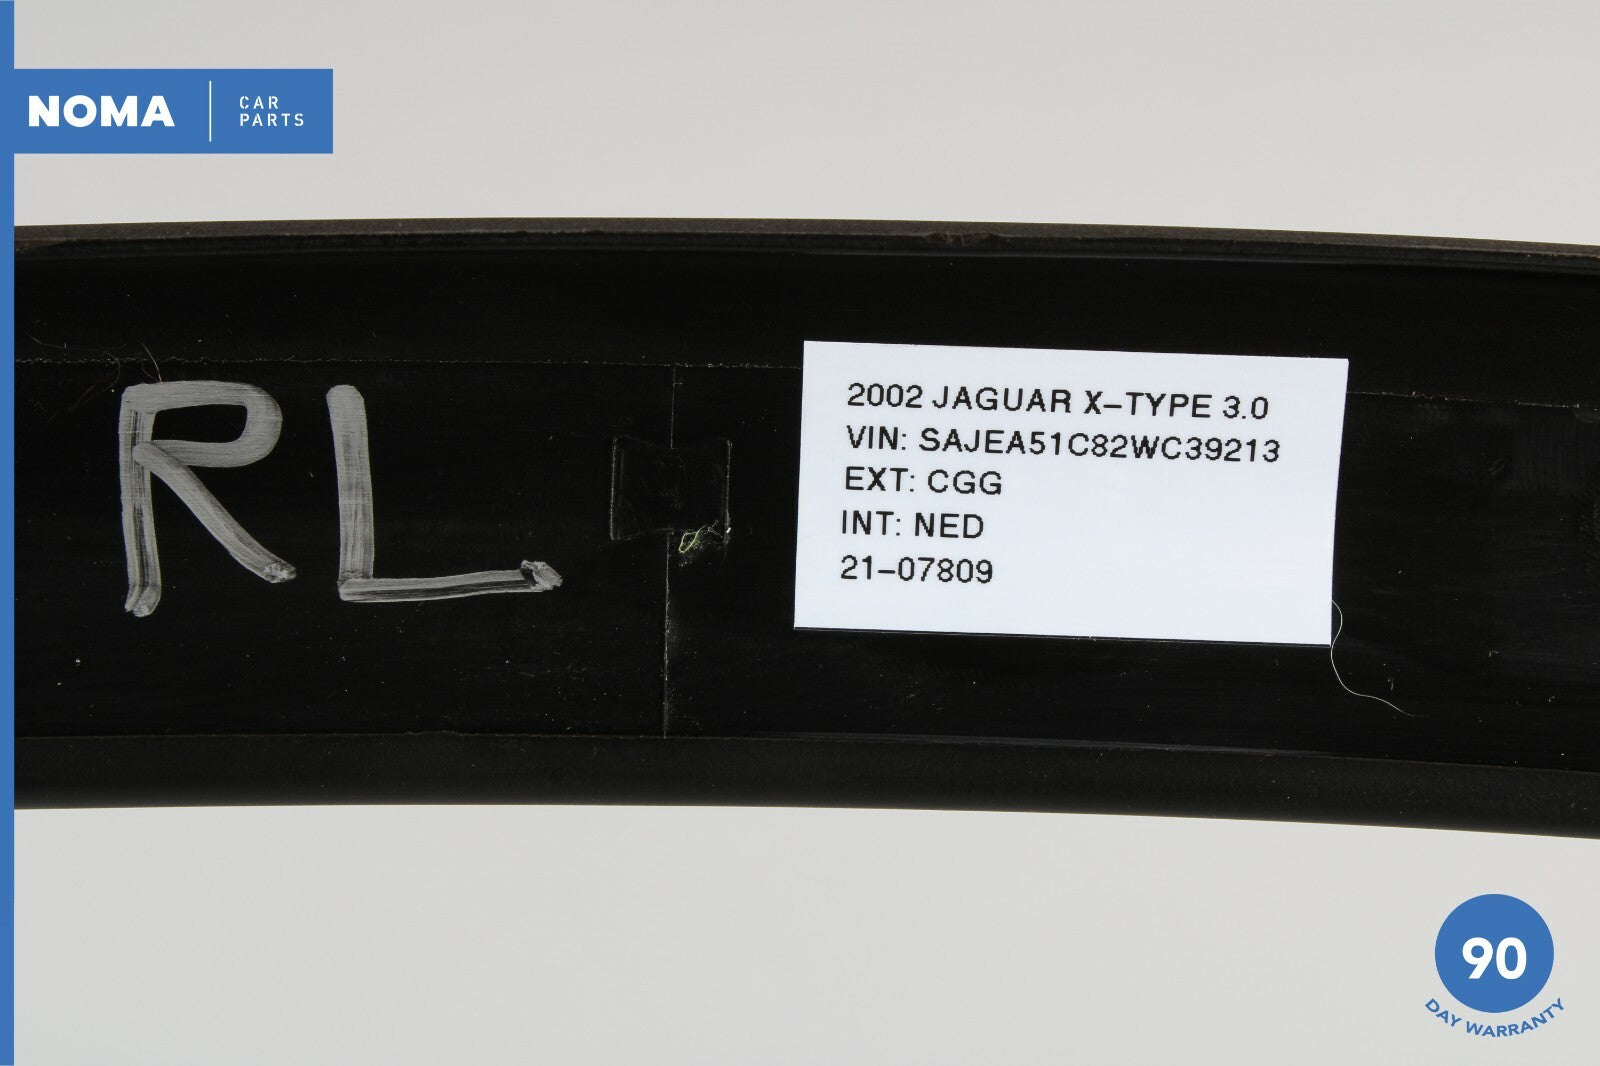 NOMA
CAR
PARTS
RL
2002 JAGUAR X-TYPE 3.0
VIN: SAJEA51C82WC39213
EXT: CGG
INT: NED
21-07809
90
DAY WARRANTY